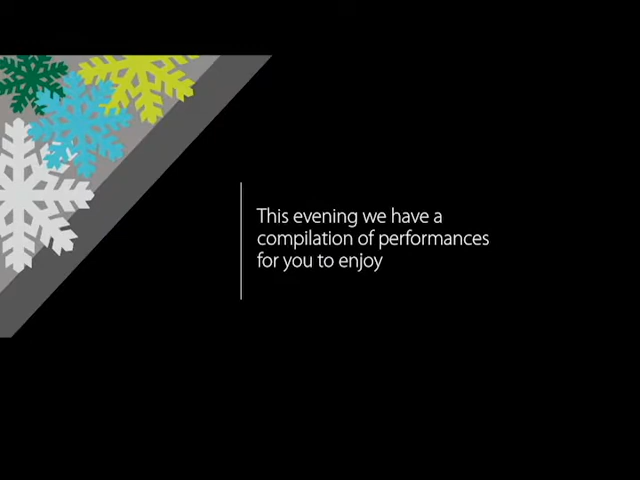 This evening we have a
compilation of performances
for you to enjoy